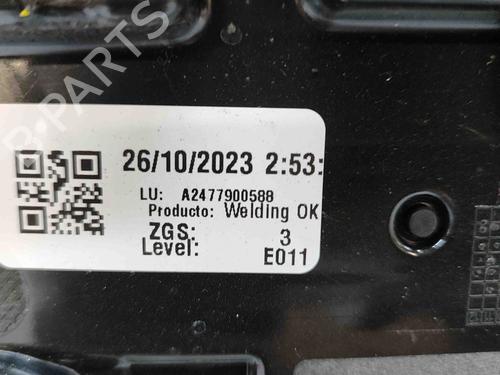 B PARTS
26/10/2023 2:53:
LU: A2477900588
Producto: Welding OK
ZGS: 3
Level: E011